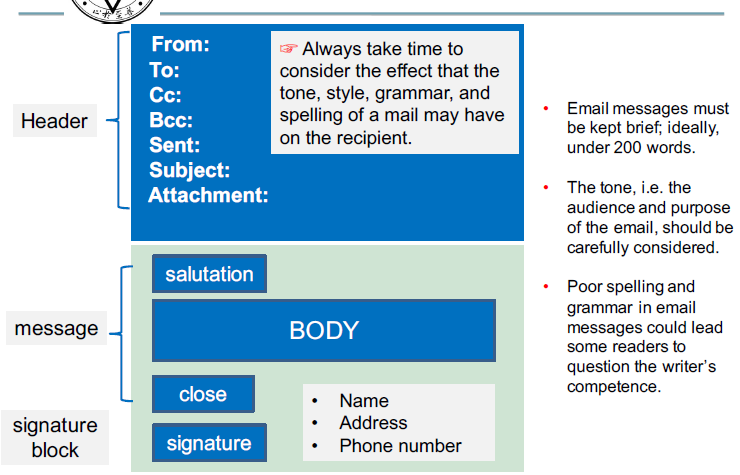 Header
From:
To:
Cc:
Bcc:
Sent:
Subject:
Attachment:
☞ Always take time to
consider the effect that the
tone, style, grammar, and
spelling of a mail may have
on the recipient.
message
salutation
BODY
close
signature
block
signature
• Name
• Address
• Phone number
• Email messages must
be kept brief; ideally,
under 200 words.
• The tone, i.e. the
audience and purpose
of the email, should be
carefully considered.
• Poor spelling and
grammar in email
messages could lead
some readers to
question the writer's
competence.